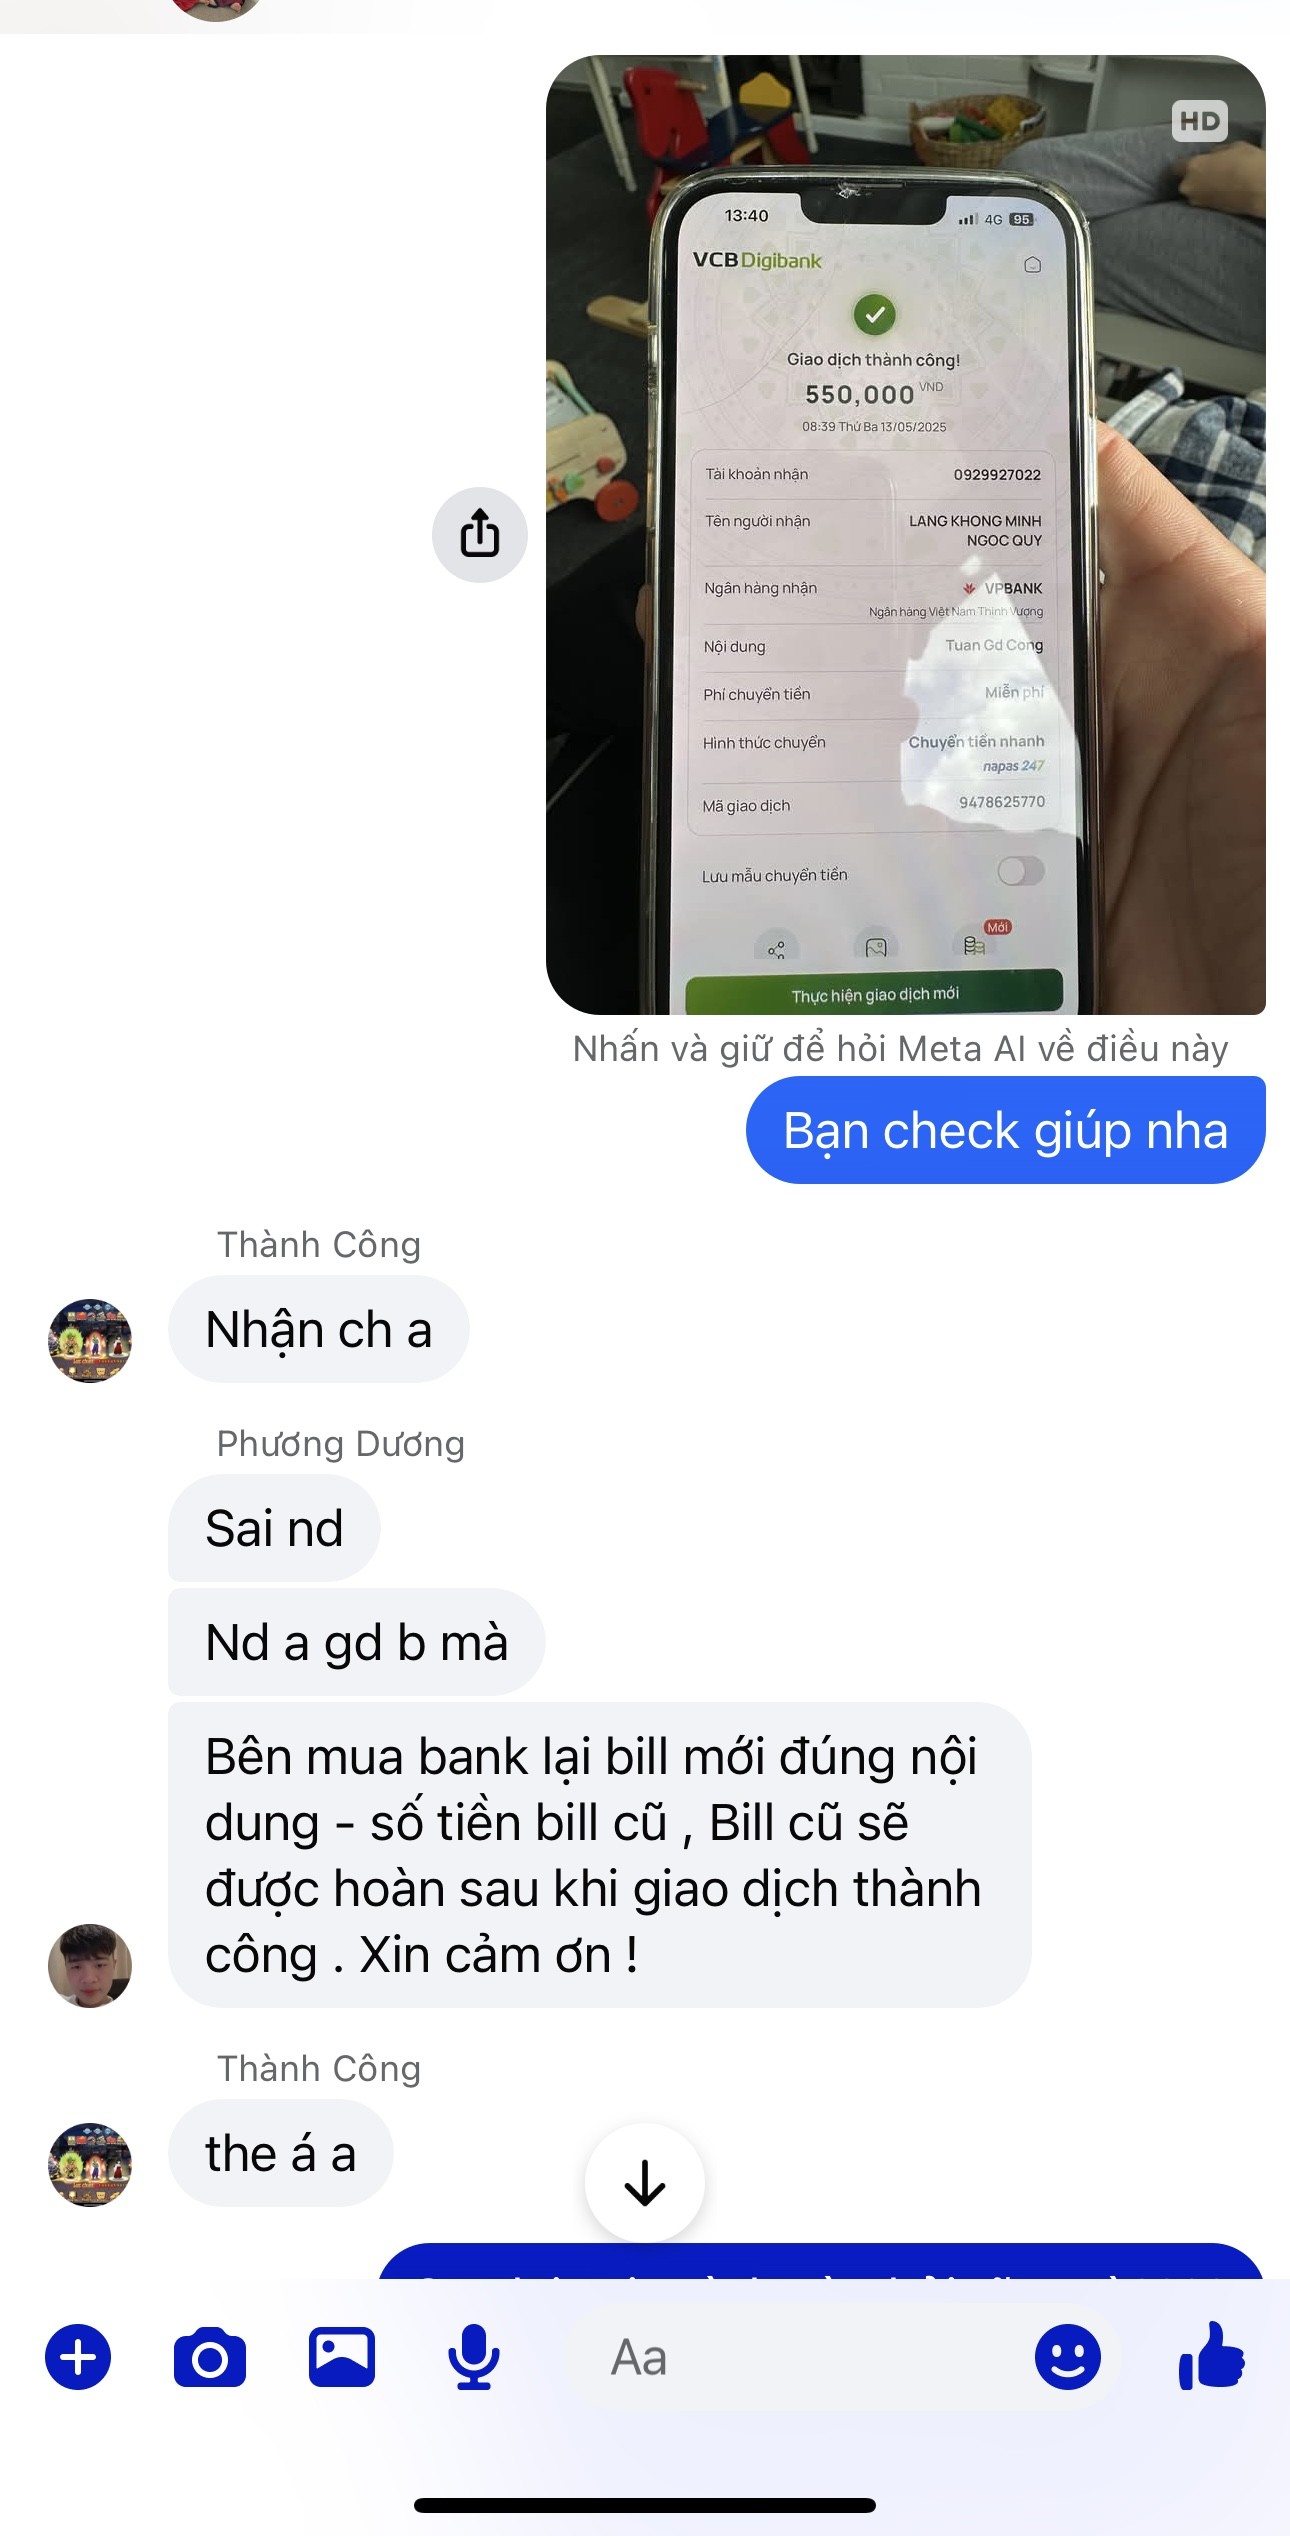 HD
13:40
4G 95
VCB Digibank
Giao dịch thành công!
550,000 VND
08:39 Thứ Ba 13/05/2025
Tài khoản nhận 0929927022
Tên người nhận LANG KHONG MINH
NGOC QUY
Ngân hàng nhận VPBANK
Ngân hàng Việt Nam Thịnh Vượng
Nội dung Tuan Gd Cong
Phí chuyển tiền Miễn phí
Hình thức chuyển Chuyển tiền nhanh
napas 247
Mã giao dịch 9478625770
Lưu mẫu chuyển tiền
Mới
Thực hiện giao dịch mới
Nhấn và giữ để hỏi Meta AI về điều này
Bạn check giúp nha
Thành Công
Nhận ch a
Phương Dương
Sai nd
Nd a gd b mà
Bên mua bank lại bill mới đúng nội
dung - số tiền bill cũ , Bill cũ sẽ
được hoàn sau khi giao dịch thành
công . Xin cảm ơn !
Thành Công
the á a
Aa